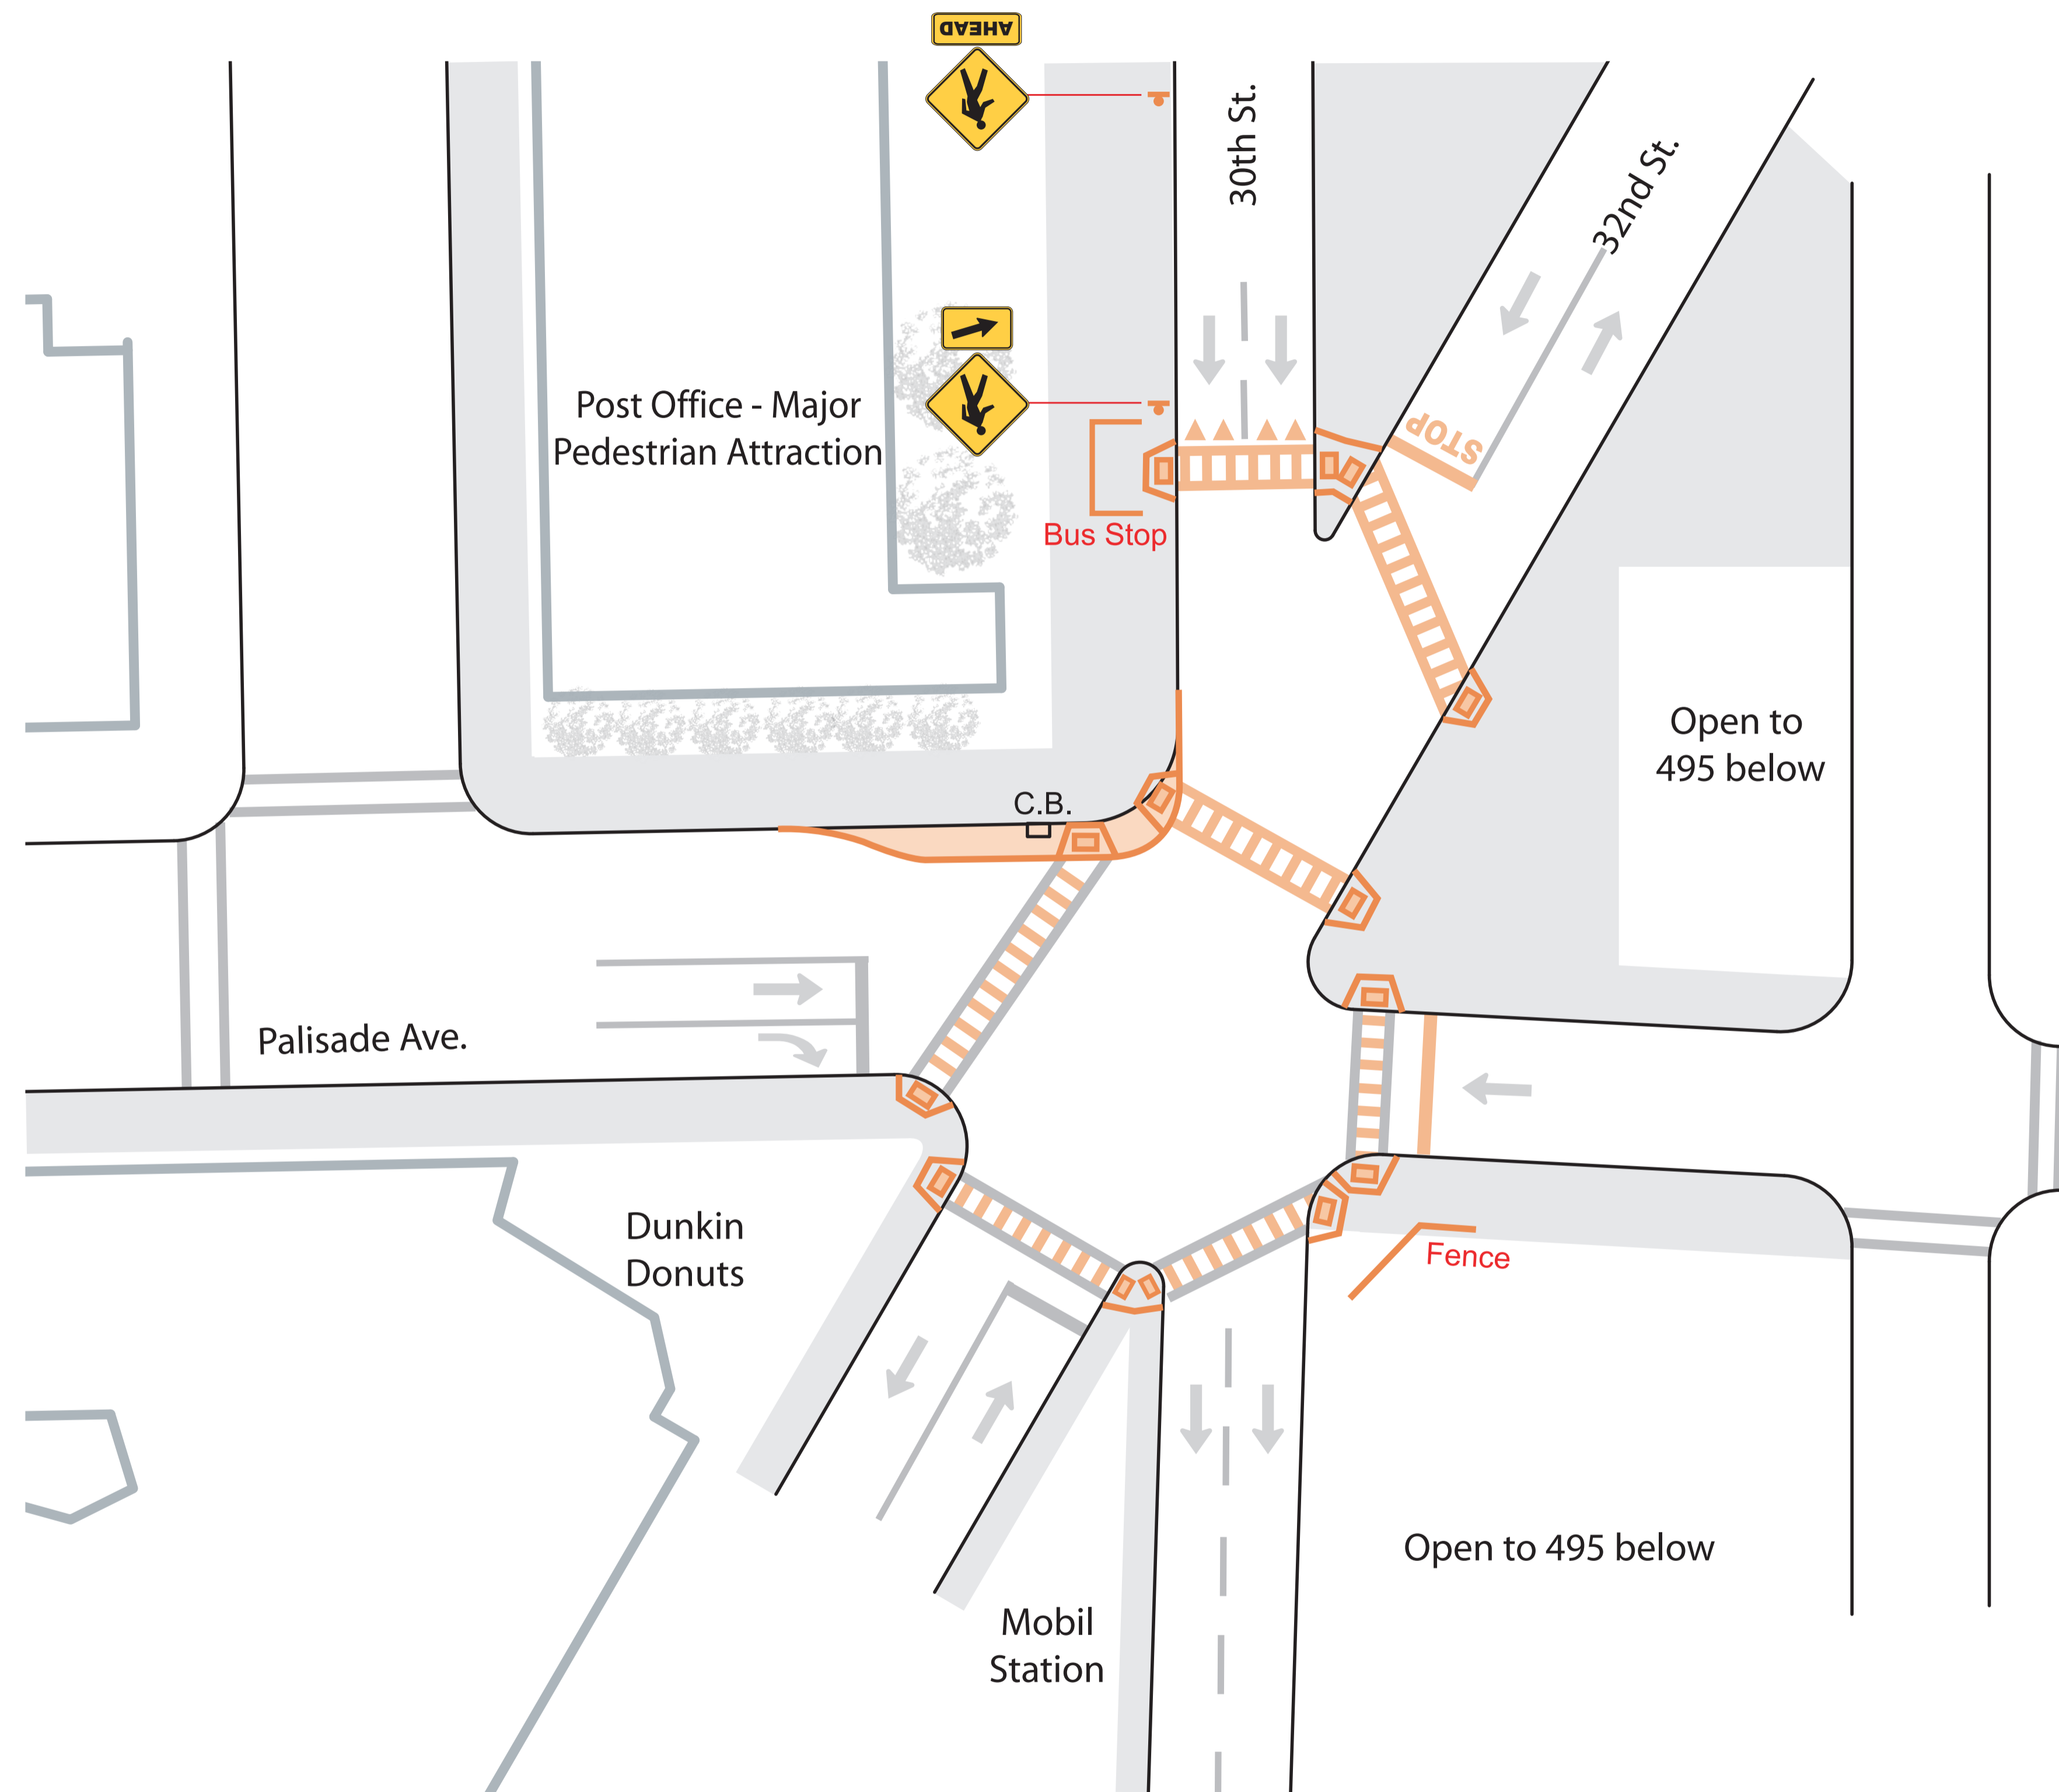 AHEAD
30th St.
32nd St.
Post Office - Major
Pedestrian Attraction
STOP
Bus Stop
Open to
495 below
C.B.
Palisade Ave.
Dunkin
Donuts
Fence
Open to 495 below
Mobil
Station